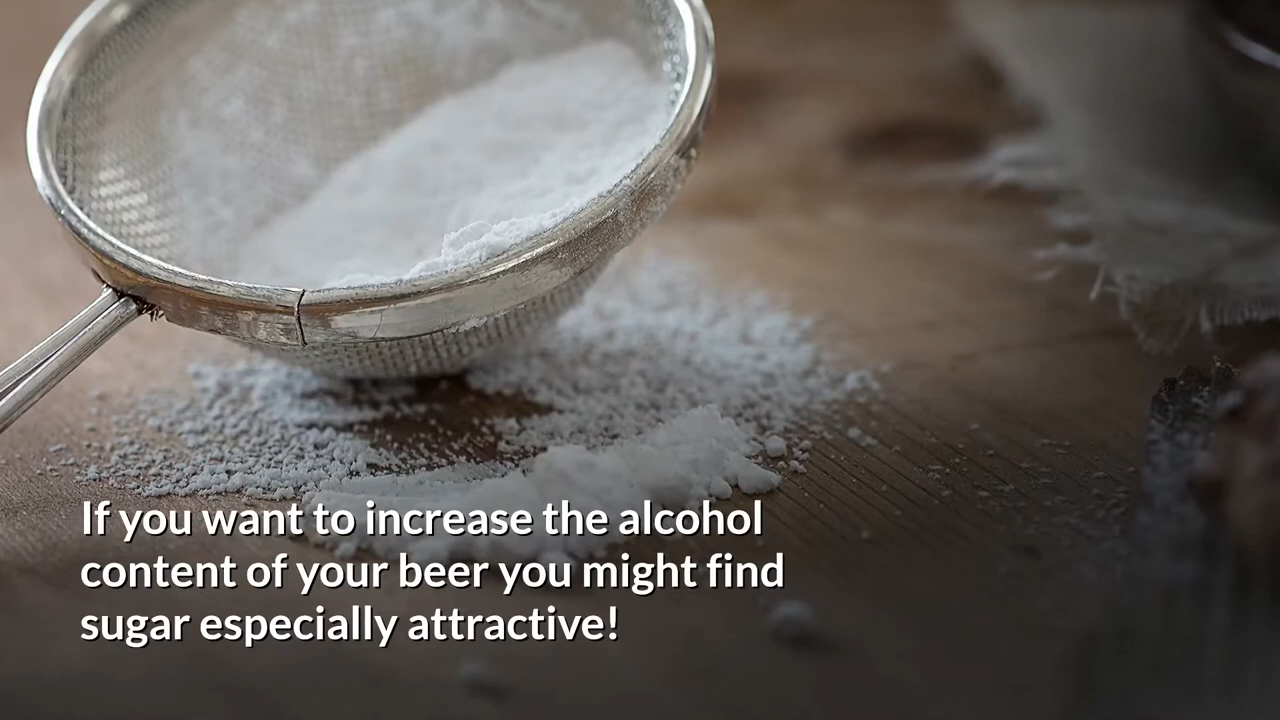 If you want to increase the alcohol
content of your beer you might find
sugar especially attractive!